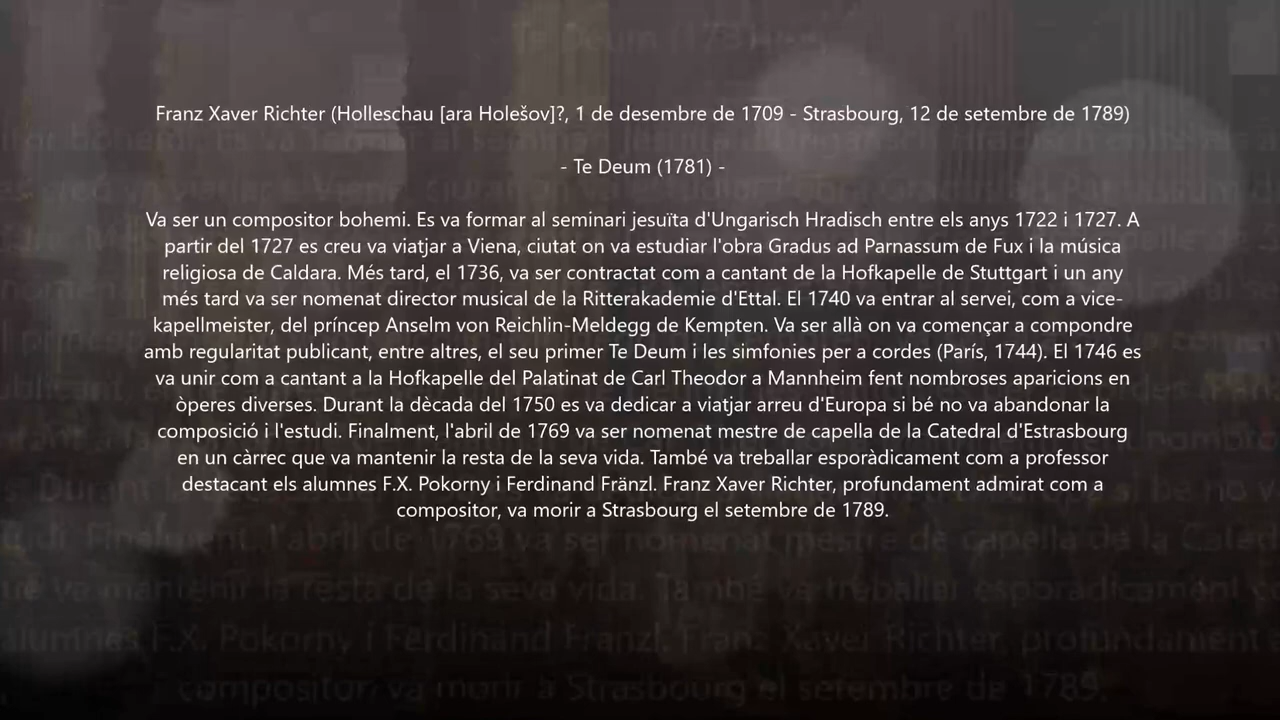 Franz Xaver Richter (Holleschau [ara Holešov]?, 1 de desembre de 1709 - Strasbourg, 12 de setembre de 1789)
- Te Deum (1781) -
Va ser un compositor bohemi. Es va formar al seminari jesuïta d'Ungarisch Hradisch entre els anys 1722 i 1727. A
partir del 1727 es creu va viatjar a Viena, ciutat on va estudiar l'obra Gradus ad Parnassum de Fux i la música
religiosa de Caldara. Més tard, el 1736, va ser contractat com a cantant de la Hofkapelle de Stuttgart i un any
més tard va ser nomenat director musical de la Ritterakademie d'Ettal. El 1740 va entrar al servei, com a vice-
kapellmeister, del príncep Anselm von Reichlin-Meldegg de Kempten. Va ser allà on va començar a compondre
amb regularitat publicant, entre altres, el seu primer Te Deum i les simfonies per a cordes (París, 1744). El 1746 es
va unir com a cantant a la Hofkapelle del Palatinat de Carl Theodor a Mannheim fent nombroses aparicions en
òperes diverses. Durant la dècada del 1750 es va dedicar a viatjar arreu d'Europa si bé no va abandonar la
composició i l'estudi. Finalment, l'abril de 1769 va ser nomenat mestre de capella de la Catedral d'Estrasbourg
en un càrrec que va mantenir la resta de la seva vida. També va treballar esporàdicament com a professor
destacant els alumnes F.X. Pokorny i Ferdinand Fränzl. Franz Xaver Richter, profundament admirat com a
compositor, va morir a Strasbourg el setembre de 1789.